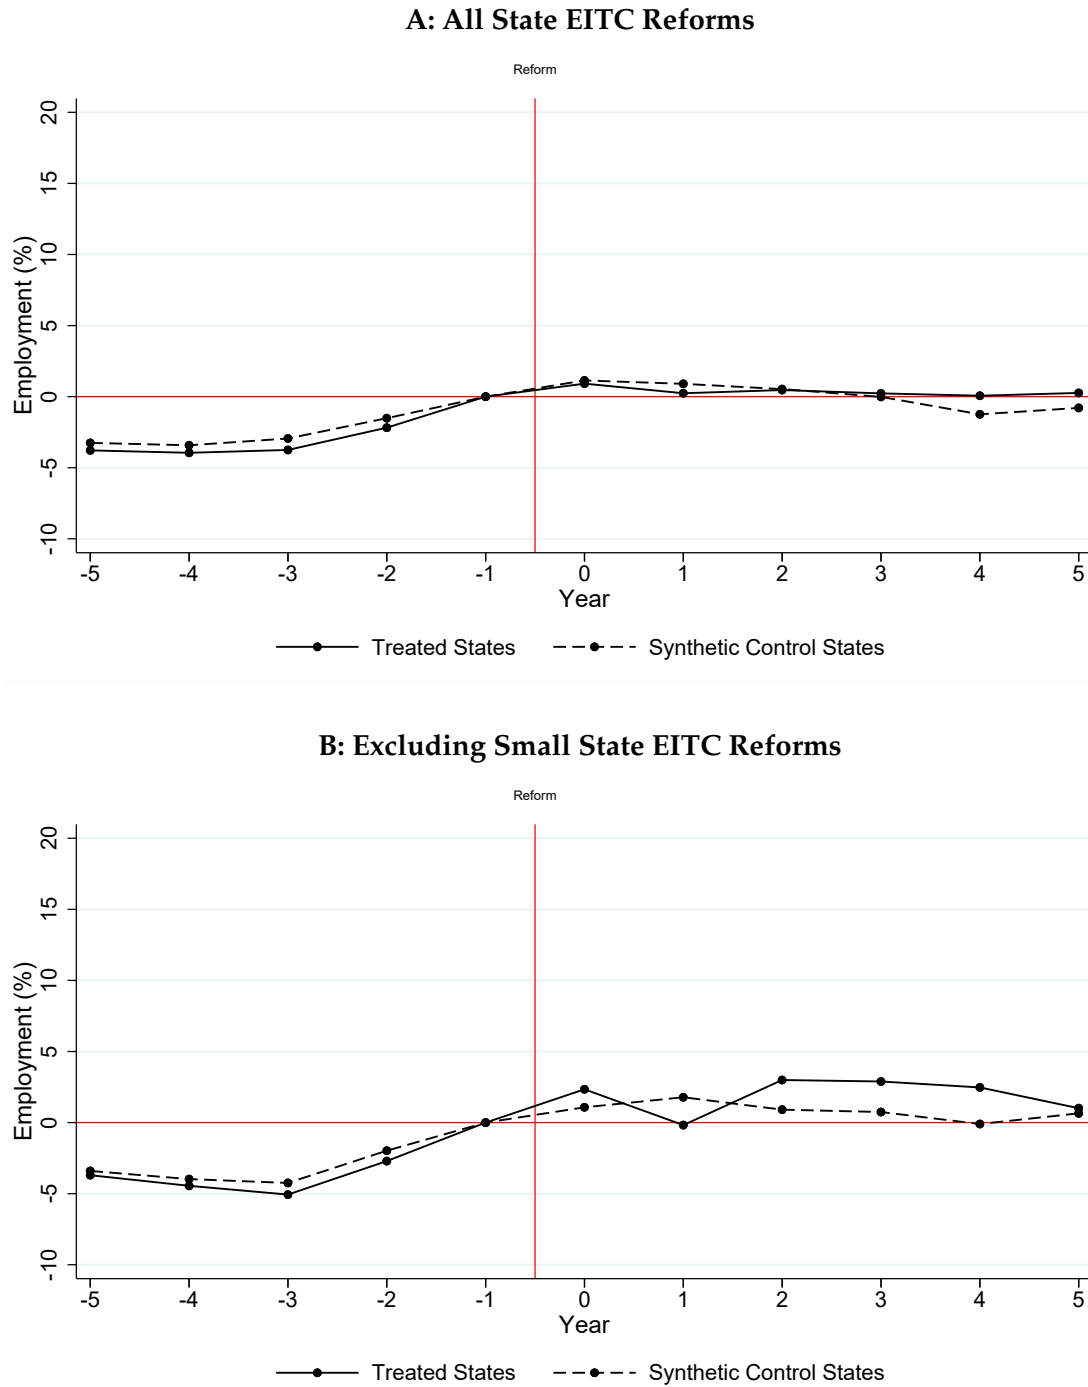 A: All State EITC Reforms
Reform
Employment (%)
20
15
10
5
0
-5
-10
-5 -4 -3 -2 -1 0 1 2 3 4 5
Year
Treated States Synthetic Control States
B: Excluding Small State EITC Reforms
Reform
Employment (%)
20
15
10
5
0
-5
-10
-5 -4 -3 -2 -1 0 1 2 3 4 5
Year
Treated States Synthetic Control States